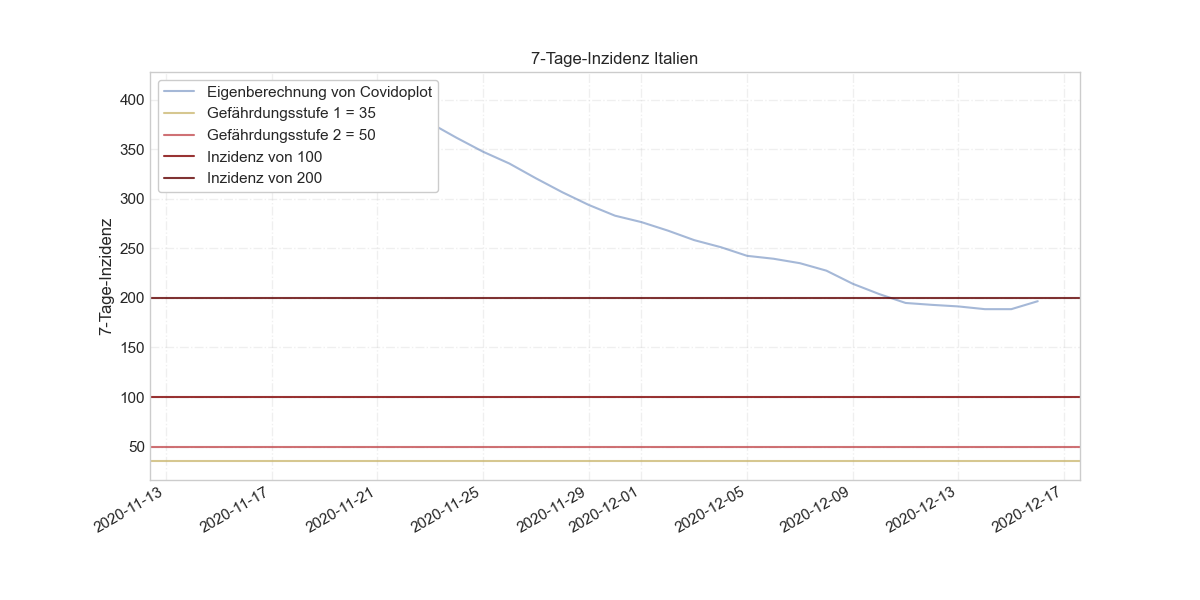 7-Tage-Inzidenz Italien
Eigenberechnung von Covidoplot
Gefährdungsstufe 1 = 35
Gefährdungsstufe 2 = 50
Inzidenz von 100
Inzidenz von 200
7-Tage-Inzidenz
400
350
300
250
200
150
100
50
2020-11-13
2020-11-17
2020-11-21
2020-11-25
2020-11-29
2020-12-01
2020-12-05
2020-12-09
2020-12-13
2020-12-17